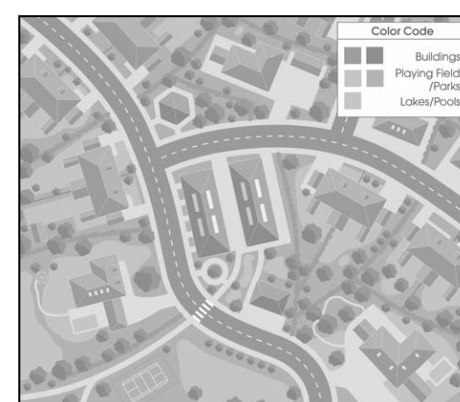 Color Code
Buildings
Playing Field
/Parks
Lakes/Pools